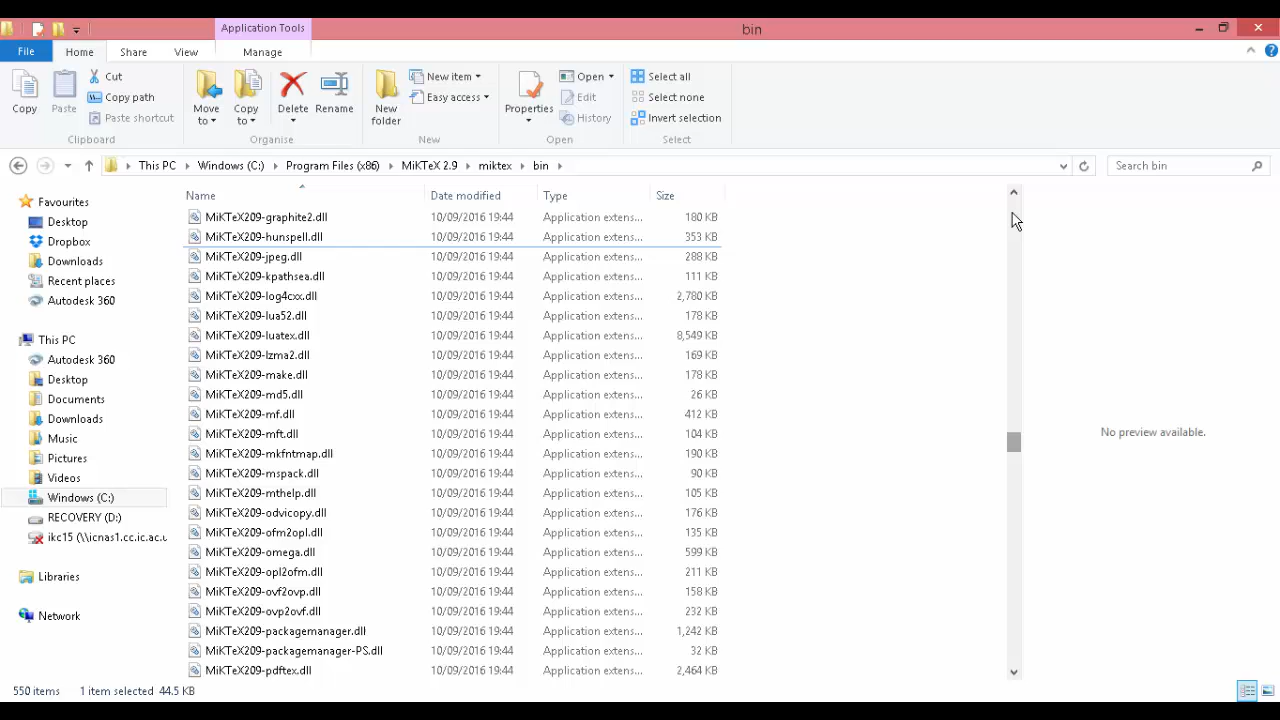 Application Tools
bin
File Home Share View Manage
Copy Paste Cut Copy path Paste shortcut
Move to Copy to Delete Rename
New folder New item Easy access
Properties Open Edit History
Select all Select none Invert selection
Clipboard Organise New Open Select
This PC Windows (C:) Program Files (x86) MiKTeX 2.9 miktex bin
Search bin
Favourites
Desktop
Dropbox
Downloads
Recent places
Autodesk 360
This PC
Autodesk 360
Desktop
Documents
Downloads
Music
Pictures
Videos
Windows (C:)
RECOVERY (D:)
ikc15 (\\icnas1.cc.ic.ac.u
Libraries
Network
Name Date modified Type Size
MiKTeX209-graphite2.dll 10/09/2016 19:44 Application extens... 180 KB
MiKTeX209-hunspell.dll 10/09/2016 19:44 Application extens... 353 KB
MiKTeX209-jpeg.dll 10/09/2016 19:44 Application extens... 288 KB
MiKTeX209-kpathsea.dll 10/09/2016 19:44 Application extens... 111 KB
MiKTeX209-log4cxx.dll 10/09/2016 19:44 Application extens... 2,780 KB
MiKTeX209-lua52.dll 10/09/2016 19:44 Application extens... 178 KB
MiKTeX209-luatex.dll 10/09/2016 19:44 Application extens... 8,549 KB
MiKTeX209-lzma2.dll 10/09/2016 19:44 Application extens... 169 KB
MiKTeX209-make.dll 10/09/2016 19:44 Application extens... 178 KB
MiKTeX209-md5.dll 10/09/2016 19:44 Application extens... 26 KB
MiKTeX209-mf.dll 10/09/2016 19:44 Application extens... 412 KB
MiKTeX209-mft.dll 10/09/2016 19:44 Application extens... 104 KB
MiKTeX209-mkfntmap.dll 10/09/2016 19:44 Application extens... 190 KB
MiKTeX209-mspack.dll 10/09/2016 19:44 Application extens... 90 KB
MiKTeX209-mthelp.dll 10/09/2016 19:44 Application extens... 105 KB
MiKTeX209-odvicopy.dll 10/09/2016 19:44 Application extens... 176 KB
MiKTeX209-ofm2opl.dll 10/09/2016 19:44 Application extens... 135 KB
MiKTeX209-omega.dll 10/09/2016 19:44 Application extens... 599 KB
MiKTeX209-opl2ofm.dll 10/09/2016 19:44 Application extens... 211 KB
MiKTeX209-ovf2ovp.dll 10/09/2016 19:44 Application extens... 158 KB
MiKTeX209-ovp2ovf.dll 10/09/2016 19:44 Application extens... 232 KB
MiKTeX209-packagemanager.dll 10/09/2016 19:44 Application extens... 1,242 KB
MiKTeX209-packagemanager-PS.dll 10/09/2016 19:44 Application extens... 32 KB
MiKTeX209-pdftex.dll 10/09/2016 19:44 Application extens... 2,464 KB
No preview available.
550 items 1 item selected 44.5 KB